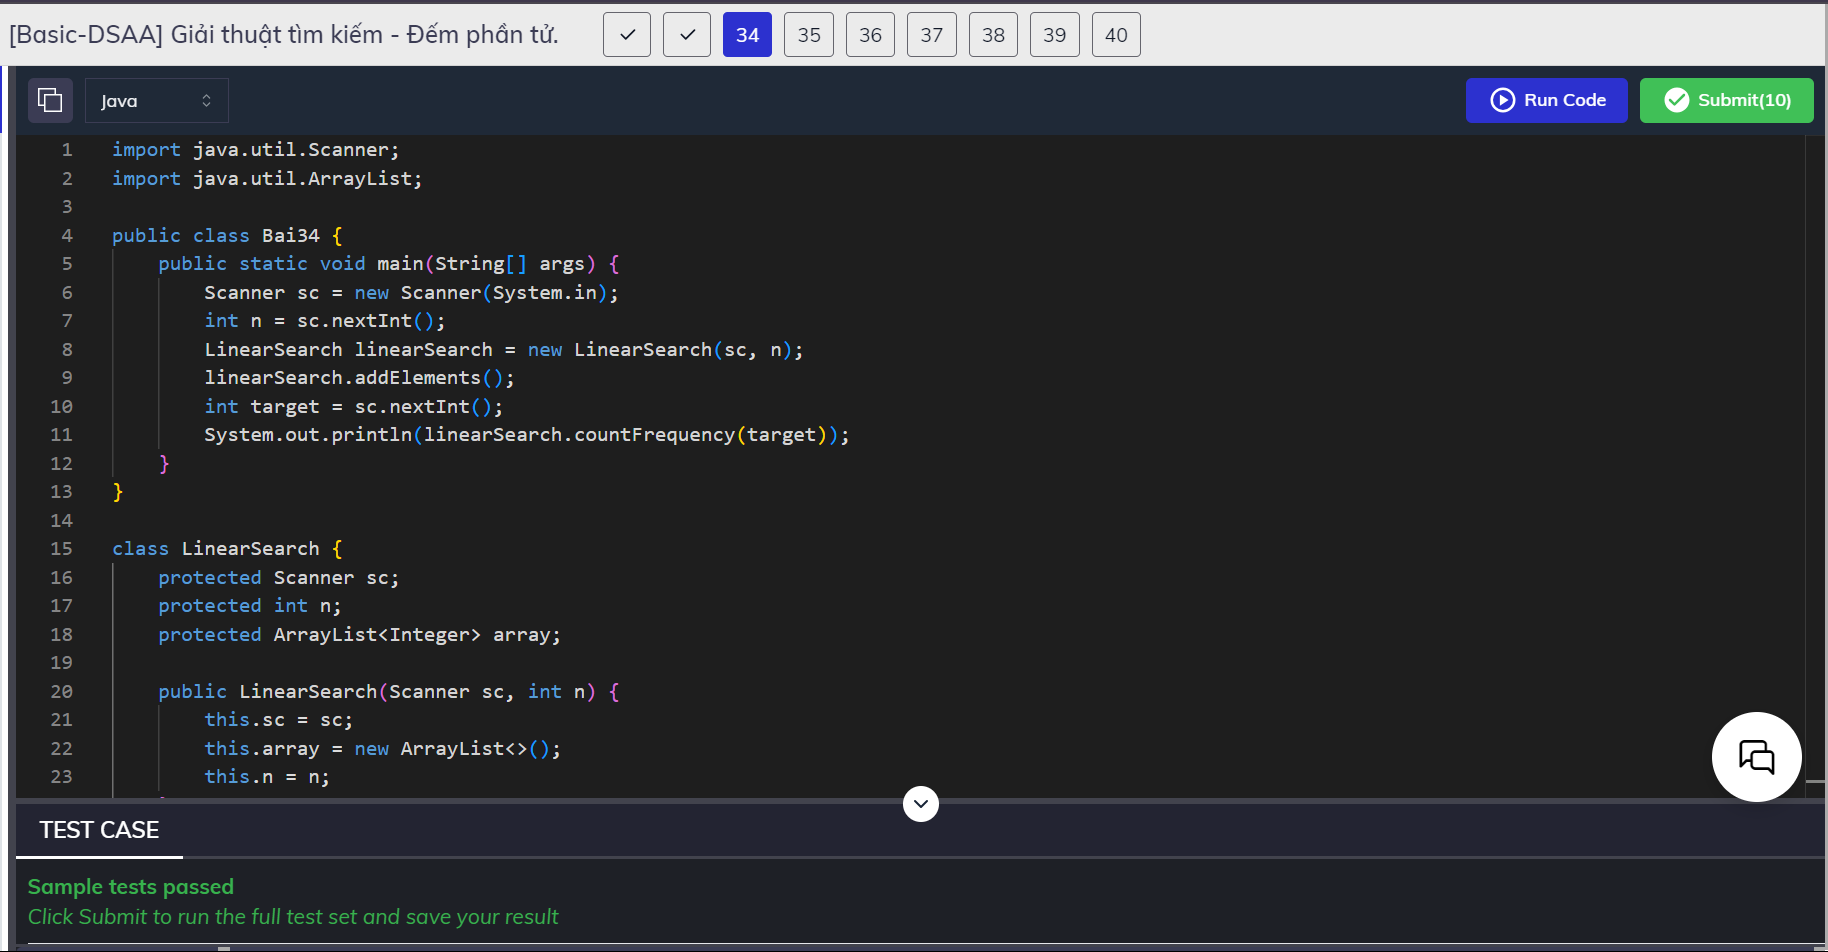 [Basic-DSAA] Giải thuật tìm kiếm - Đếm phần tử.
34 35 36 37 38 39 40
Java
Run Code
Submit(10)
1 import java.util.Scanner;
2 import java.util.ArrayList;
3
4 public class Bai34 {
5 public static void main(String[] args) {
6 Scanner sc = new Scanner(System.in);
7 int n = sc.nextInt();
8 LinearSearch linearSearch = new LinearSearch(sc, n);
9 linearSearch.addElements();
10 int target = sc.nextInt();
11 System.out.println(linearSearch.countFrequency(target));
12 }
13 }
14
15 class LinearSearch {
16 protected Scanner sc;
17 protected int n;
18 protected ArrayList<Integer> array;
19
20 public LinearSearch(Scanner sc, int n) {
21 this.sc = sc;
22 this.array = new ArrayList<>();
23 this.n = n;
TEST CASE
Sample tests passed
Click Submit to run the full test set and save your result